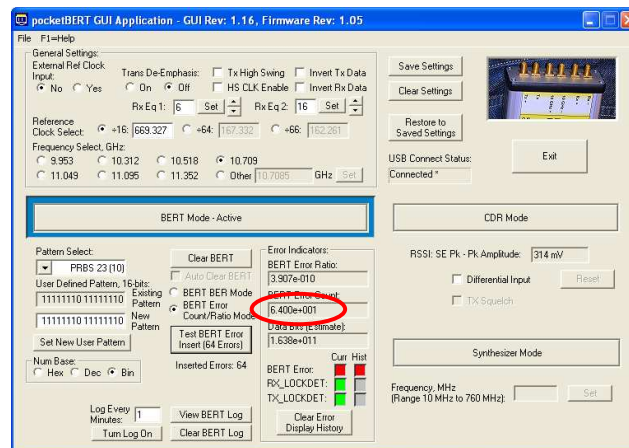 pocketBERT GUI Application - GUI Rev: 1.16, Firmware Rev: 1.05
File F1=Help
General Settings:
External Ref Clock
Input:
No Yes
Trans De-Emphasis:
On Off
Tx High Swing
Invert Tx Data
HS CLK Enable
Invert Rx Data
Rx Eq 1: 6 Set
Rx Eq 2: 16 Set
Reference
Clock Select:
÷16: 669.327
÷64: 167.332
÷66: 162.261
Frequency Select, GHz:
9.953 10.312 10.518 10.709
11.049 11.095 11.352 Other 10.7085 GHz Set
Save Settings
Clear Settings
Restore to
Saved Settings
USB Connect Status:
Connected *
Exit
BERT Mode - Active
CDR Mode
Pattern Select:
PRBS 23 (10)
User Defined Pattern, 16-bits:
11111110 11111110 Existing
Pattern
11111110 11111110 New
Pattern
Set New User Pattern
Num Base:
Hex Dec Bin
Clear BERT
Auto Clear BERT
BERT BER Mode
BERT Error
Count/Ratio Mode
Test BERT Error
Insert (64 Errors)
Inserted Errors: 64
Error Indicators:
BERT Error Ratio:
3.907e-010
BERT Error Count:
6.400e+001
Data Bits (Estimate):
1.638e+011
Curr Hist
BERT Error:
RX_LOCKDET:
TX_LOCKDET:
Clear Error
Display History
Log Every
Minutes: 1
Turn Log On
View BERT Log
Clear BERT Log
RSSI: SE Pk - Pk Amplitude: 314 mV
Differential Input
Reset
TX Squelch
Synthesizer Mode
Frequency, MHz
(Range 10 MHz to 760 MHz):
Set